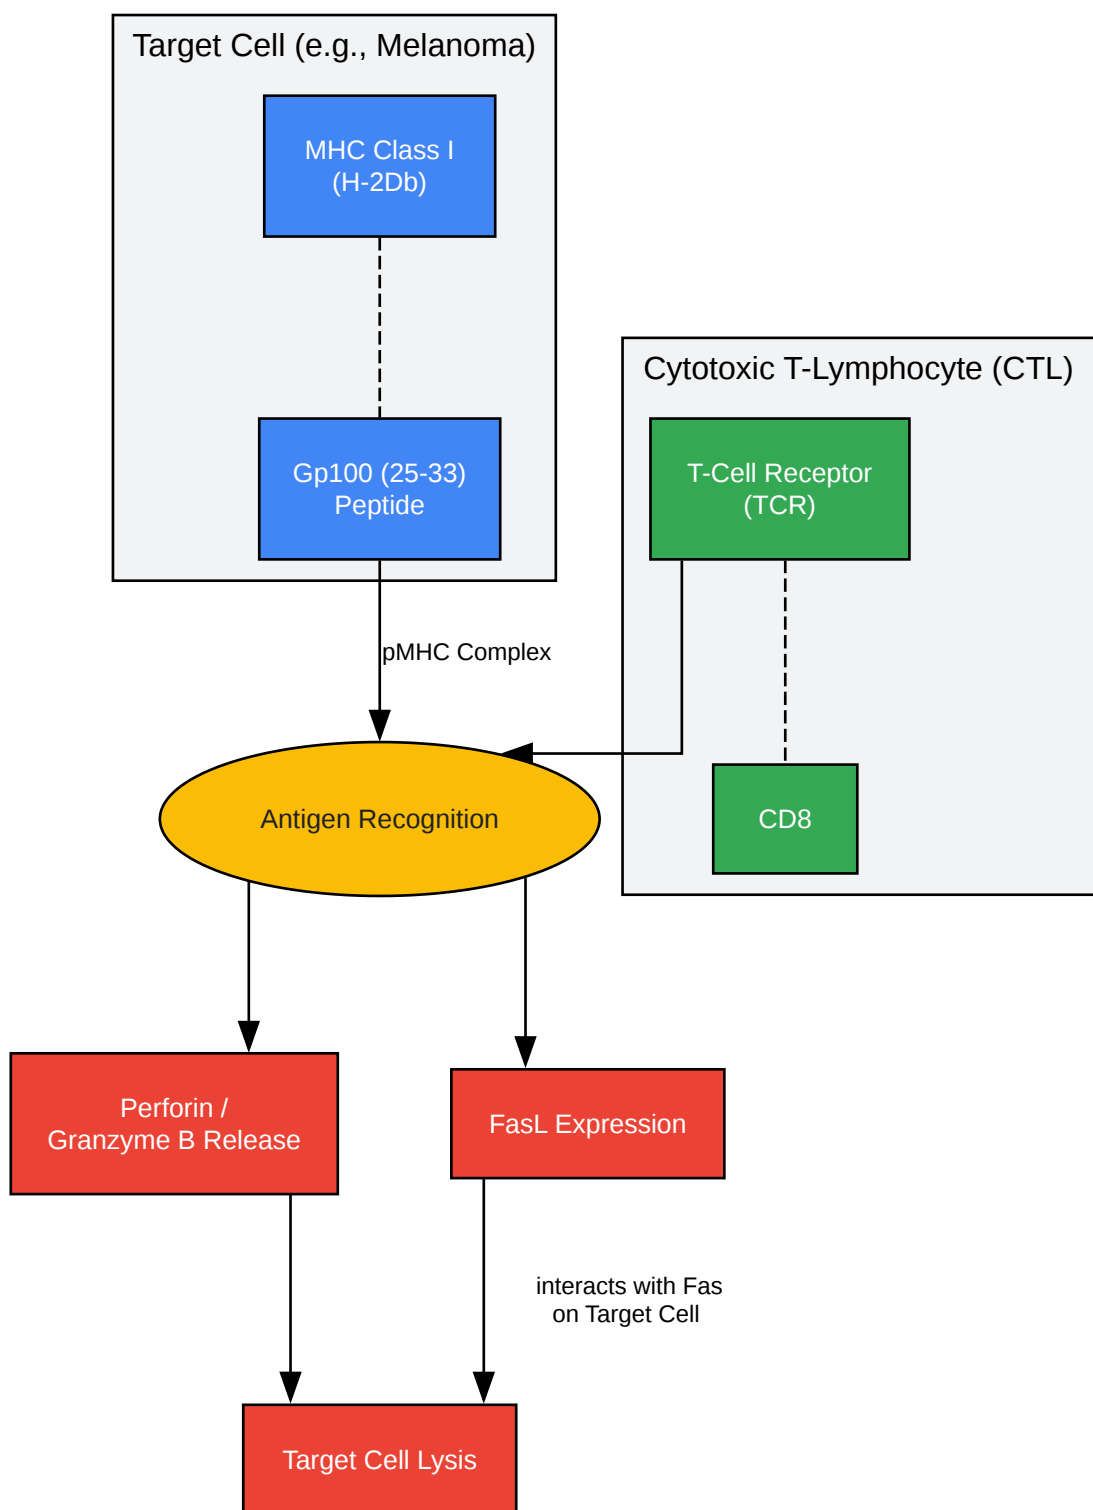 Target Cell (e.g., Melanoma)
MHC Class I
(H-2Db)
Gp100 (25-33)
Peptide
Cytotoxic T-Lymphocyte (CTL)
T-Cell Receptor
(TCR)
pMHC Complex
Antigen Recognition
CD8
Perforin /
Granzyme B Release
FasL Expression
interacts with Fas
on Target Cell
Target Cell Lysis